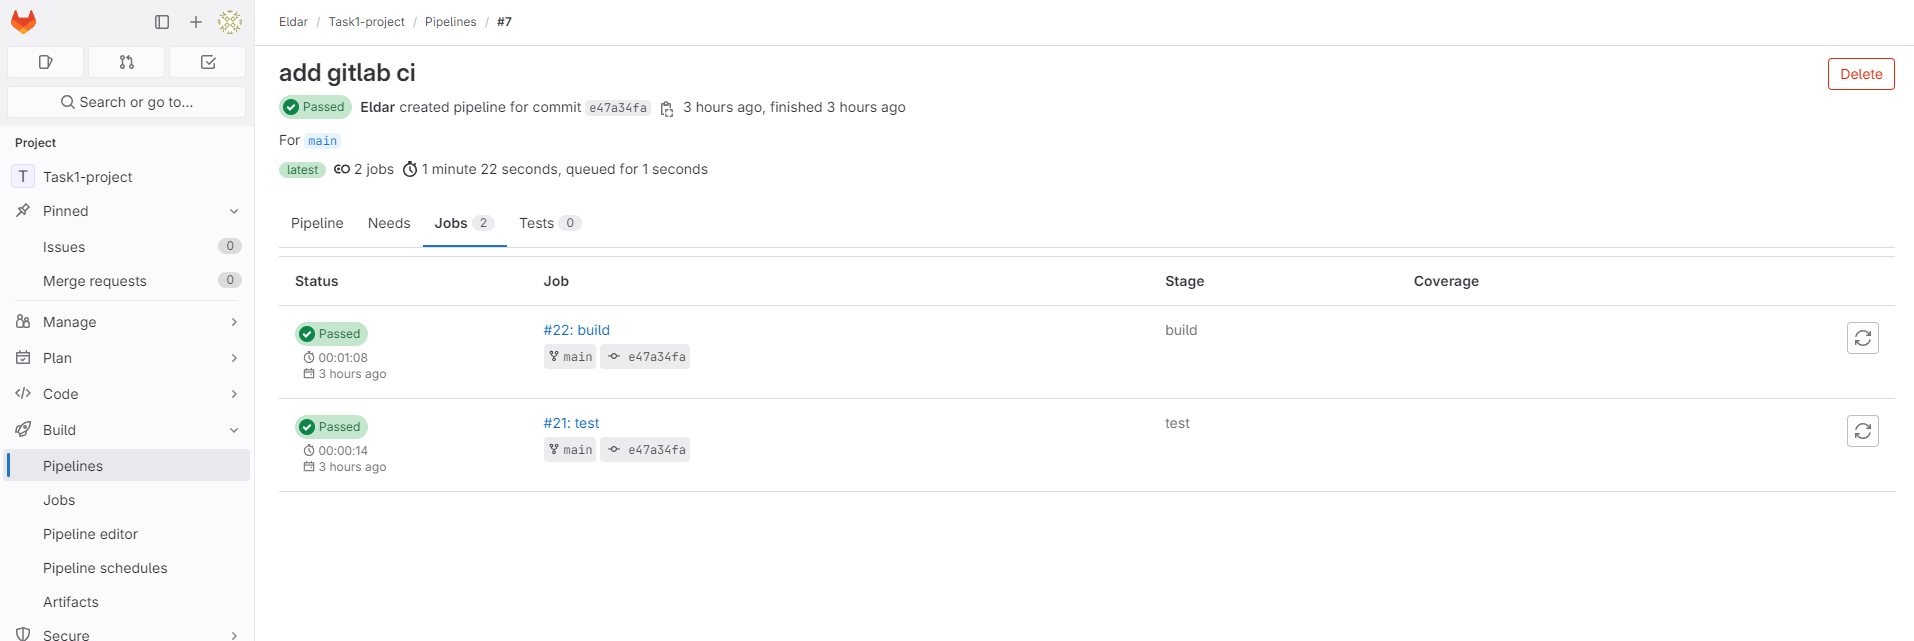 Eldar / Task1-project / Pipelines / #7
Search or go to...
Project
T Task1-project
Pinned
Issues 0
Merge requests 0
Manage
Plan
Code
Build
Pipelines
Jobs
Pipeline editor
Pipeline schedules
Artifacts
Secure
add gitlab ci
Delete
Passed Eldar created pipeline for commit e47a34fa 3 hours ago, finished 3 hours ago
For main
latest 2 jobs 1 minute 22 seconds, queued for 1 seconds
Pipeline Needs Jobs 2 Tests 0
Status Job Stage Coverage
Passed #22: build build
00:01:08 main e47a34fa
3 hours ago
Passed #21: test test
00:00:14 main e47a34fa
3 hours ago